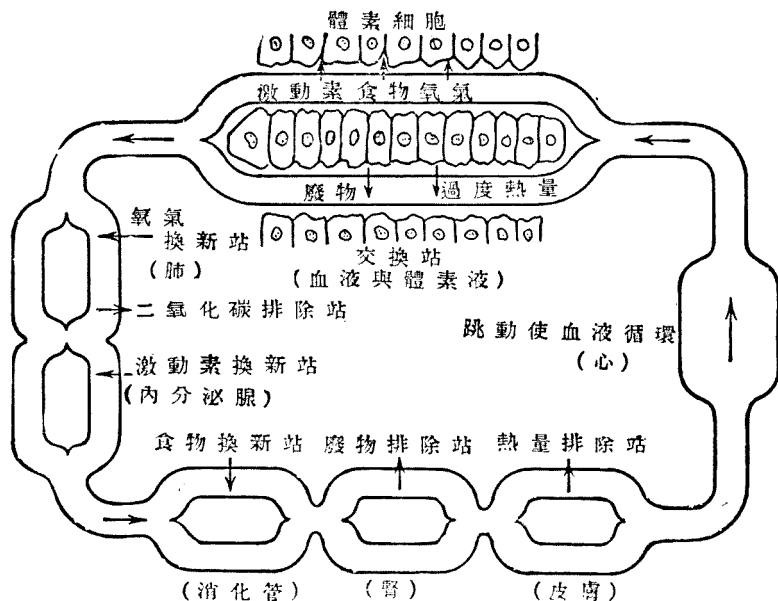 體素細胞
激動素食物氧氣
廢物
過度熱量
交換站
(血液與體素液)
氧氣
換新站
(肺)
二氧化碳排除站
激動素換新站
(內分泌腺)
跳動使血液循環
(心)
食物換新站
廢物排除站
熱量排除站
(消化管)
(腎)
(皮膚)